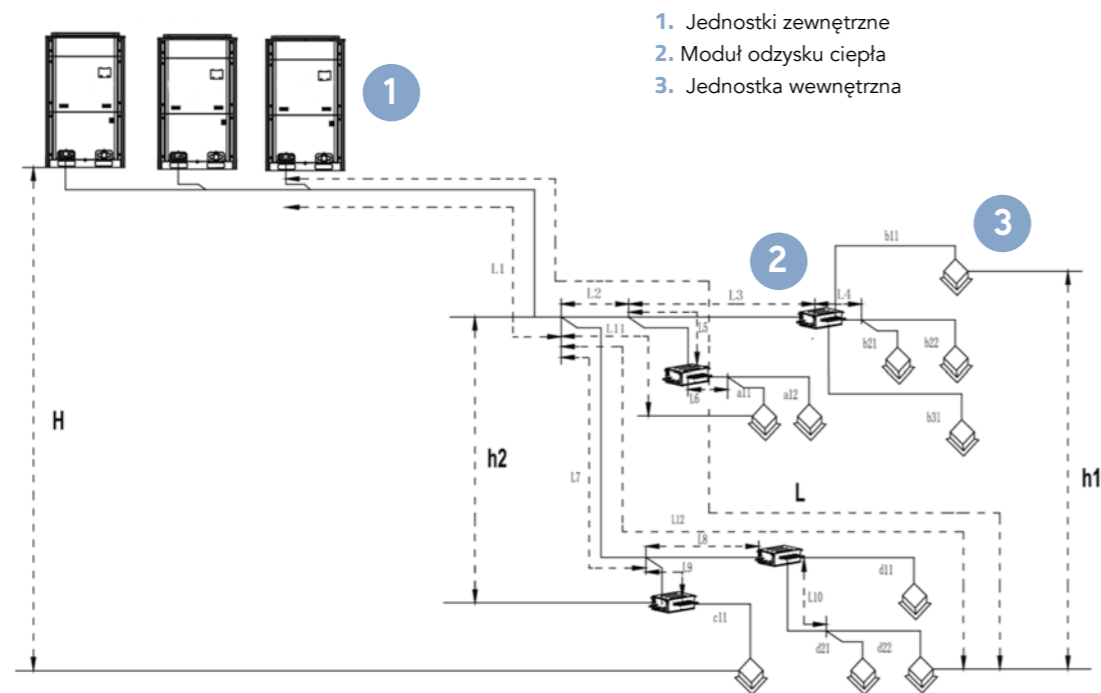 1. Jednostki zewnętrzne
2. Moduł odzysku ciepła
3. Jednostka wewnętrzna
1
2
3
b11
L1
L2
L3
L4
L11
L5
b21
b22
L6
a11
a12
b31
H
h2
h1
L7
L
L12
L8
L9
d11
L10
c11
d21
d22